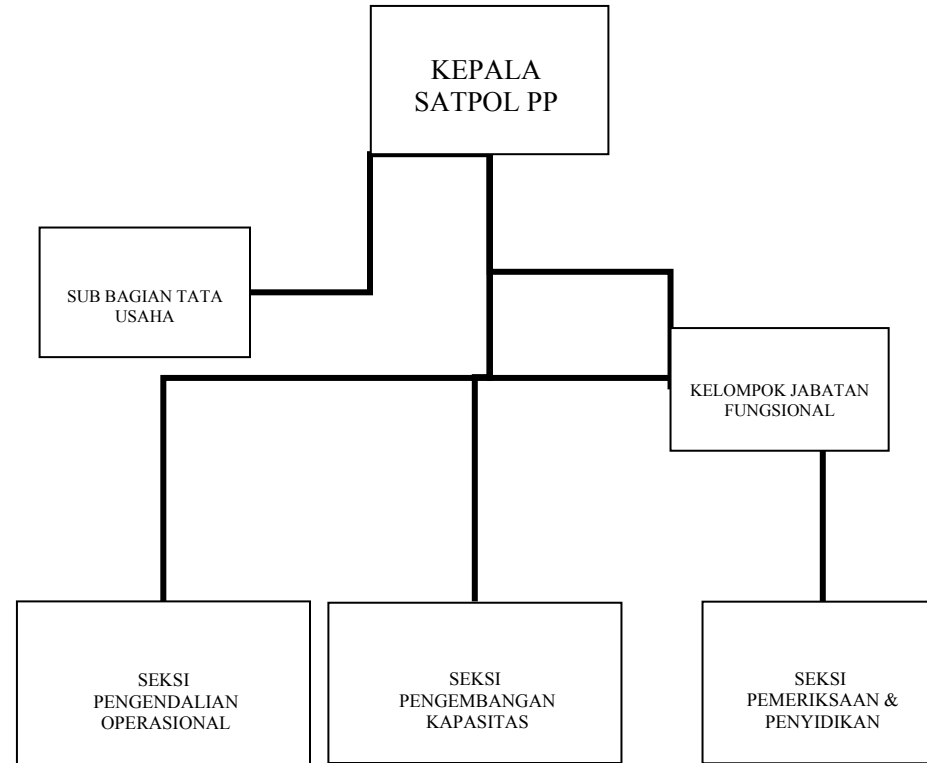 KEPALA
SATPOL PP
SUB BAGIAN TATA
USAHA
KELOMPOK JABATAN
FUNGSIONAL
SEKSI
PENGENDALIAN
OPERASIONAL
SEKSI
PENGEMBANGAN
KAPASITAS
SEKSI
PEMERIKSAAN &
PENYIDIKAN